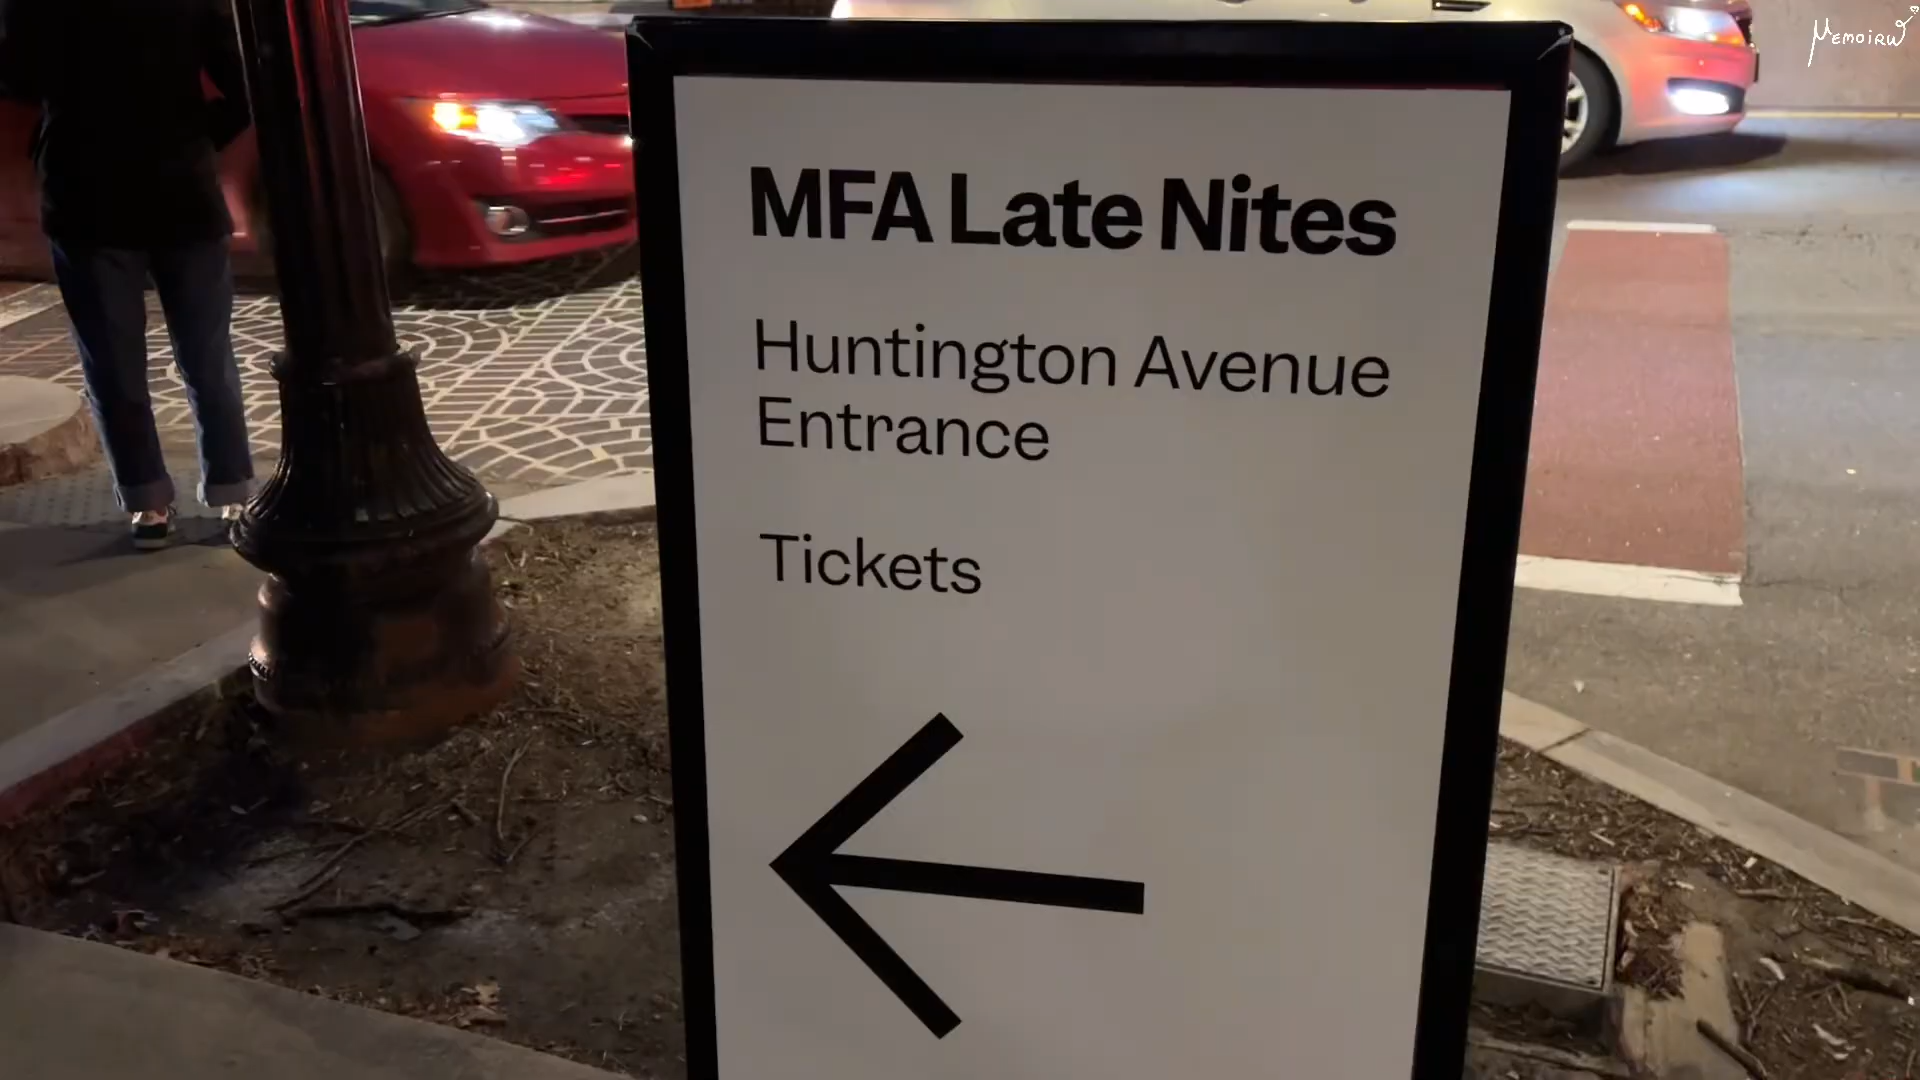 MEMOIRW
MFA Late Nites
Huntington Avenue
Entrance
Tickets